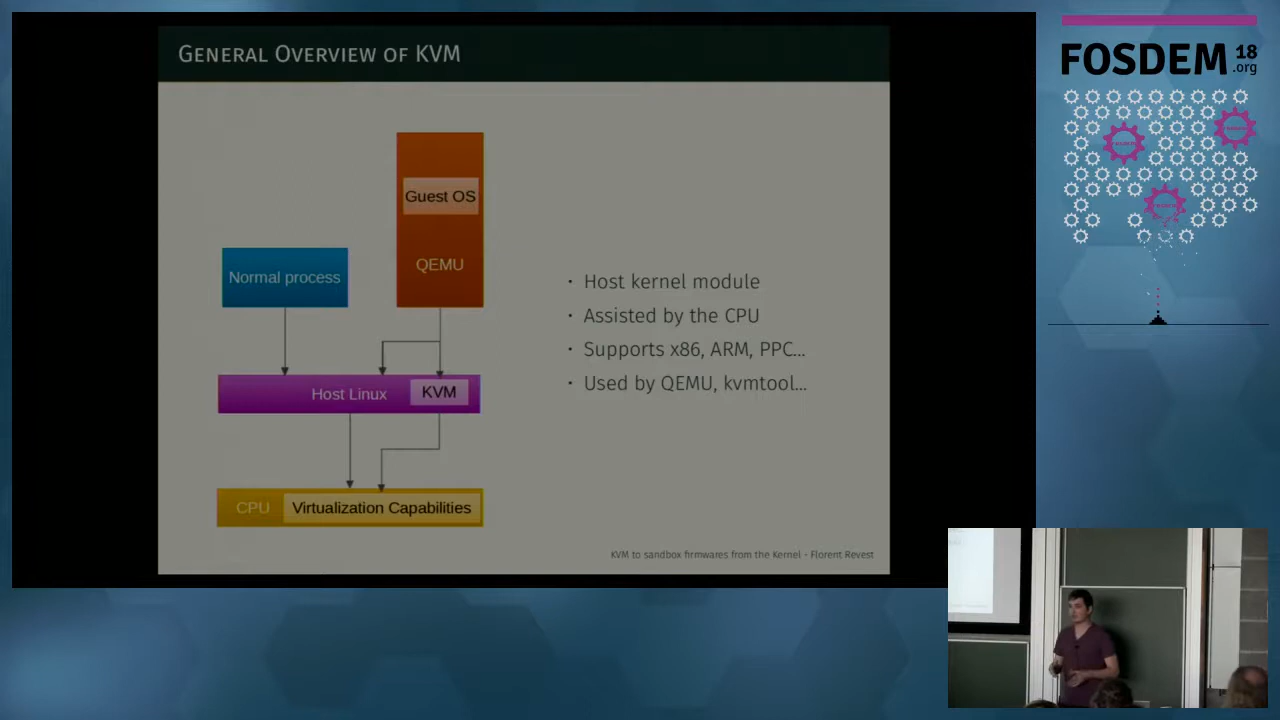 GENERAL OVERVIEW OF KVM
Guest OS
QEMU
Normal process
Host Linux
KVM
CPU
Virtualization Capabilities
· Host kernel module
· Assisted by the CPU
· Supports x86, ARM, PPC...
· Used by QEMU, kvmtool...
KVM to sandbox firmwares from the Kernel - Florent Revest
FOSDEM 18
.org